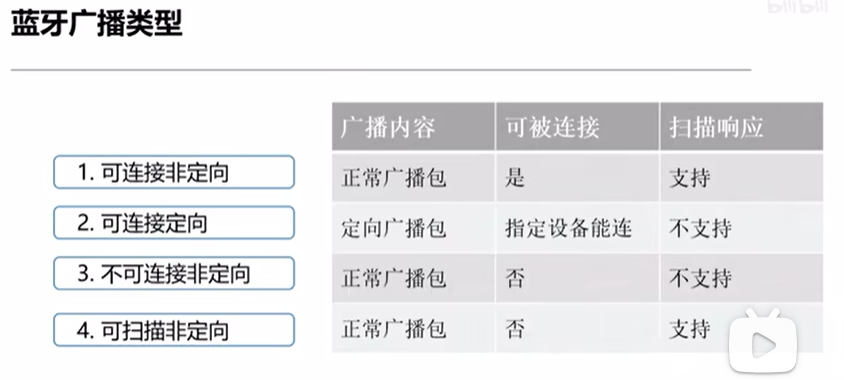 蓝牙广播类型
bilibili
广播内容 可被连接 扫描响应
1. 可连接非定向 正常广播包 是 支持
2. 可连接定向 定向广播包 指定设备能连 不支持
3. 不可连接非定向 正常广播包 否 不支持
4. 可扫描非定向 正常广播包 否 支持